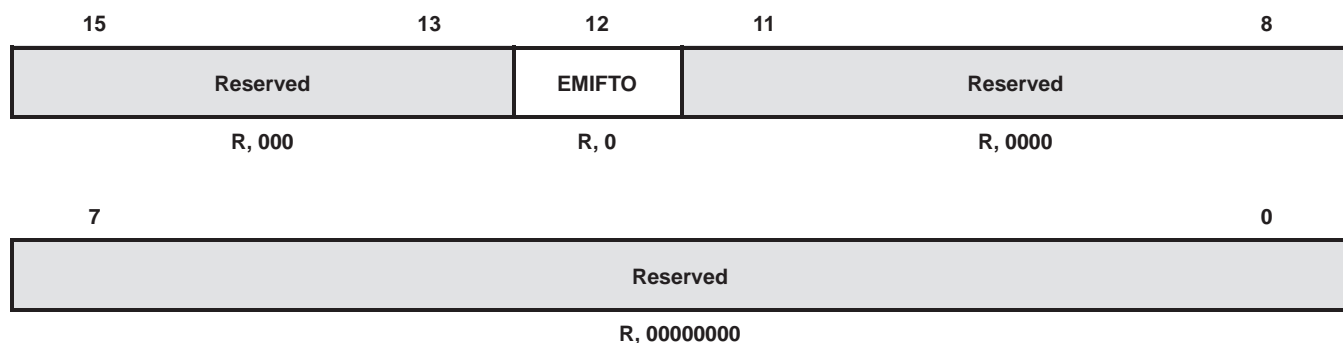 15 13 12 11 8
Reserved EMIFTO Reserved
R, 000 R, 0 R, 0000
7 0
Reserved
R, 00000000